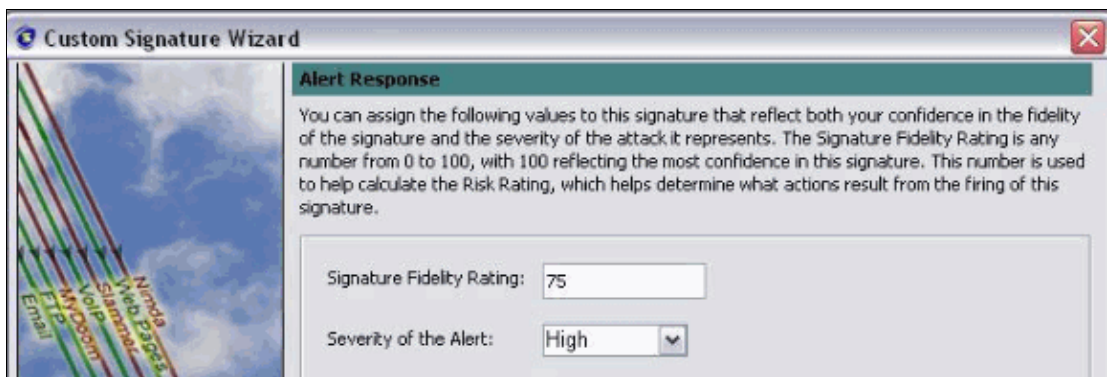 Custom Signature Wizard
Alert Response
You can assign the following values to this signature that reflect both your confidence in the fidelity
of the signature and the severity of the attack it represents. The Signature Fidelity Rating is any
number from 0 to 100, with 100 reflecting the most confidence in this signature. This number is used
to help calculate the Risk Rating, which helps determine what actions result from the firing of this
signature.
Signature Fidelity Rating: 75
Severity of the Alert: High
Email
FTP
MyDoom
VoIP
Slammer
Web Pages
Nimda